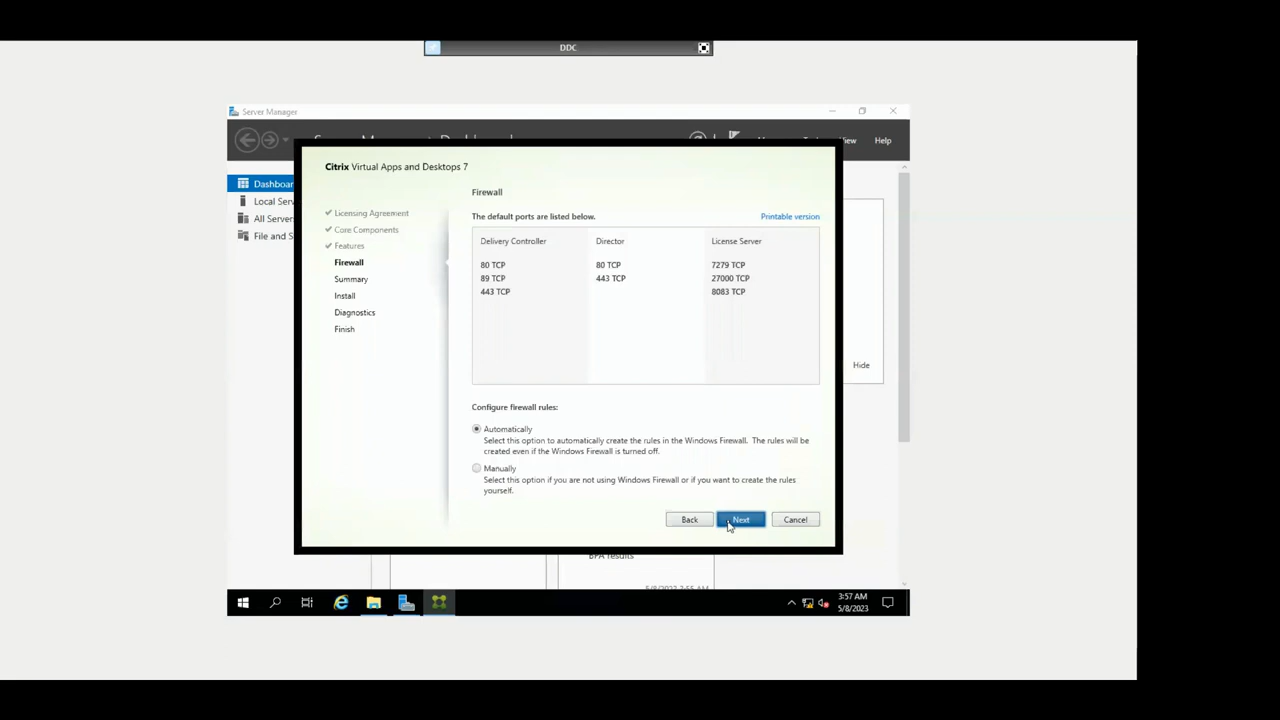 DDC
Server Manager
View
Help
Dashboar
Local Serv
All Server
File and S
Citrix Virtual Apps and Desktops 7
Licensing Agreement
Core Components
Features
Firewall
Summary
Install
Diagnostics
Finish
Firewall
The default ports are listed below.
Printable version
Delivery Controller
Director
License Server
80 TCP
80 TCP
7279 TCP
89 TCP
443 TCP
27000 TCP
443 TCP
8083 TCP
Hide
Configure firewall rules:
Automatically
Select this option to automatically create the rules in the Windows Firewall. The rules will be
created even if the Windows Firewall is turned off.
Manually
Select this option if you are not using Windows Firewall or if you want to create the rules
yourself.
Back
Next
Cancel
BPA results
3:57 AM
5/8/2023